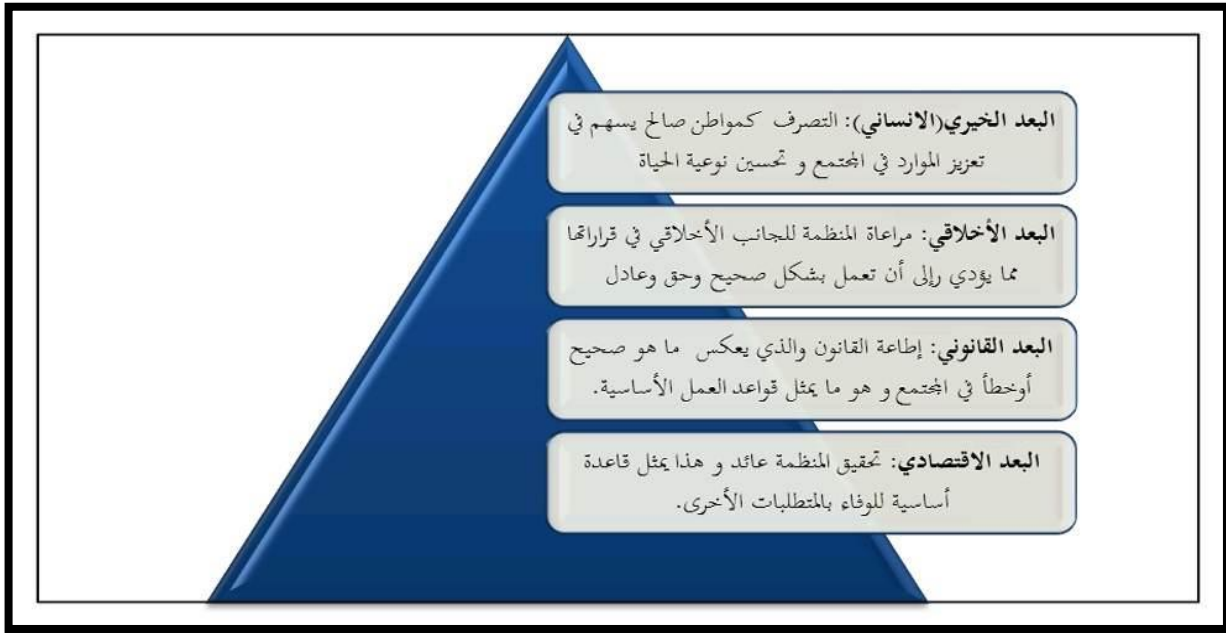 البعد الخيري(الانساني): التصرف كمواطن صالح يسهم في
تعزيز الموارد في المجتمع و تحسين نوعية الحياة
البعد الأخلاقي: مراعاة المنظمة للجانب الأخلاقي في قراراتها
مما يؤدي رإلى أن تعمل بشكل صحيح وحق وعادل
البعد القانوني: إطاعة القانون والذي يعكس ما هو صحيح
أوخطأ في المجتمع و هو ما يمثل قواعد العمل الأساسية.
البعد الاقتصادي: تحقيق المنظمة عائد و هذا يمثل قاعدة
أساسية للوفاء بالمتطلبات الأخرى.